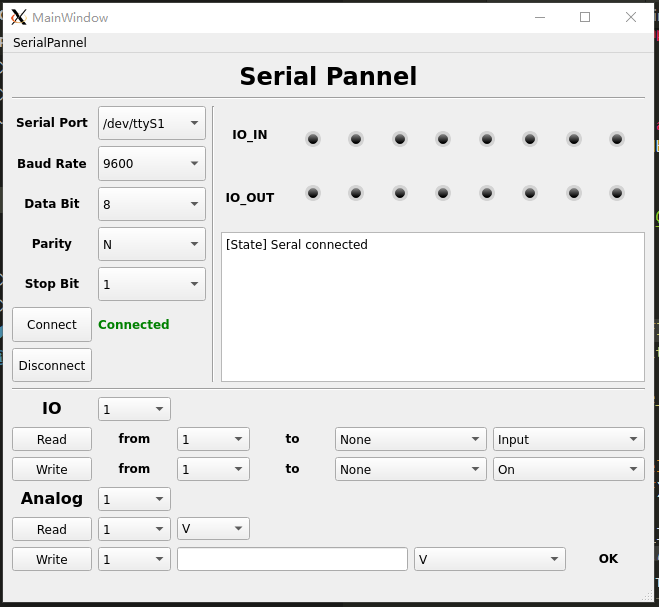 MainWindow
SerialPannel
Serial Pannel
Serial Port /dev/ttyS1
Baud Rate 9600
Data Bit 8
Parity N
Stop Bit 1
Connect Connected
Disconnect
IO_IN
IO_OUT
[State] Seral connected
IO 1
Read from 1 to None Input
Write from 1 to None On
Analog 1
Read 1 V
Write 1 V OK